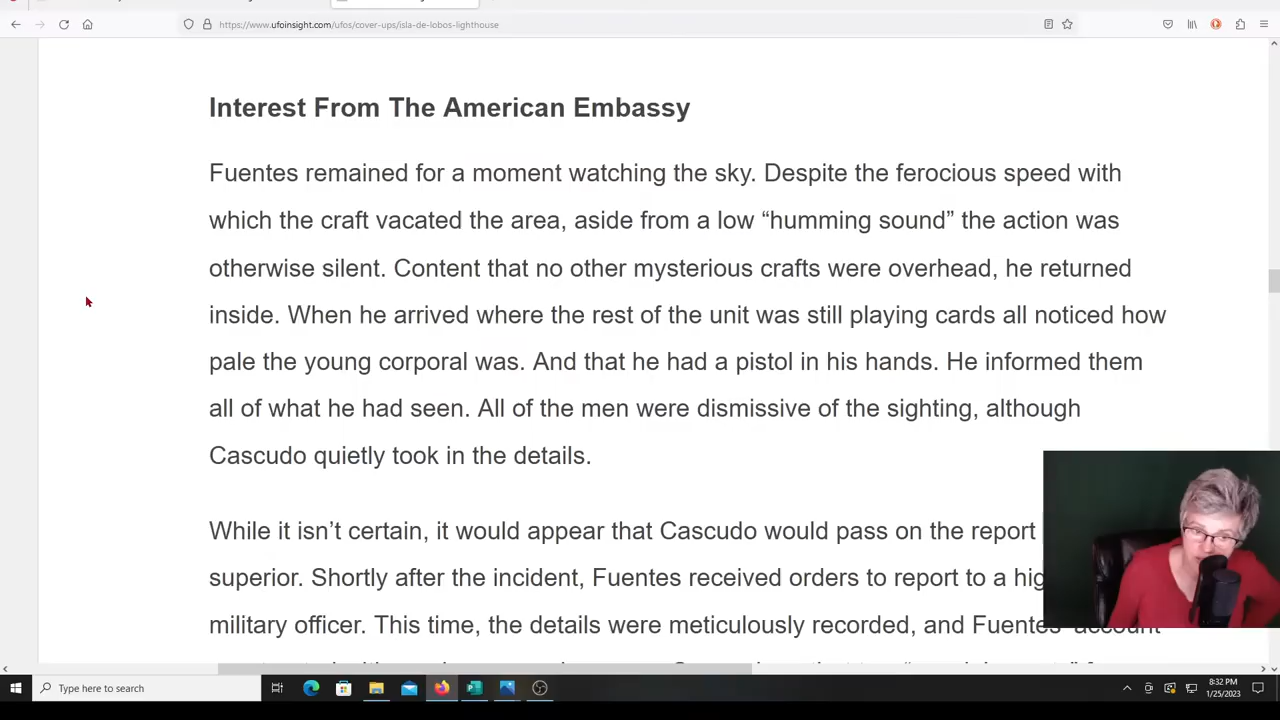 https://www.ufoinsight.com/ufos/cover-ups/isla-de-lobos-lighthouse
Interest From The American Embassy
Fuentes remained for a moment watching the sky. Despite the ferocious speed with
which the craft vacated the area, aside from a low “humming sound” the action was
otherwise silent. Content that no other mysterious crafts were overhead, he returned
inside. When he arrived where the rest of the unit was still playing cards all noticed how
pale the young corporal was. And that he had a pistol in his hands. He informed them
all of what he had seen. All of the men were dismissive of the sighting, although
Cascudo quietly took in the details.
While it isn’t certain, it would appear that Cascudo would pass on the report
superior. Shortly after the incident, Fuentes received orders to report to a
military officer. This time, the details were meticulously recorded, and Fuentes’ account
Type here to search
8:32 PM
1/25/2023